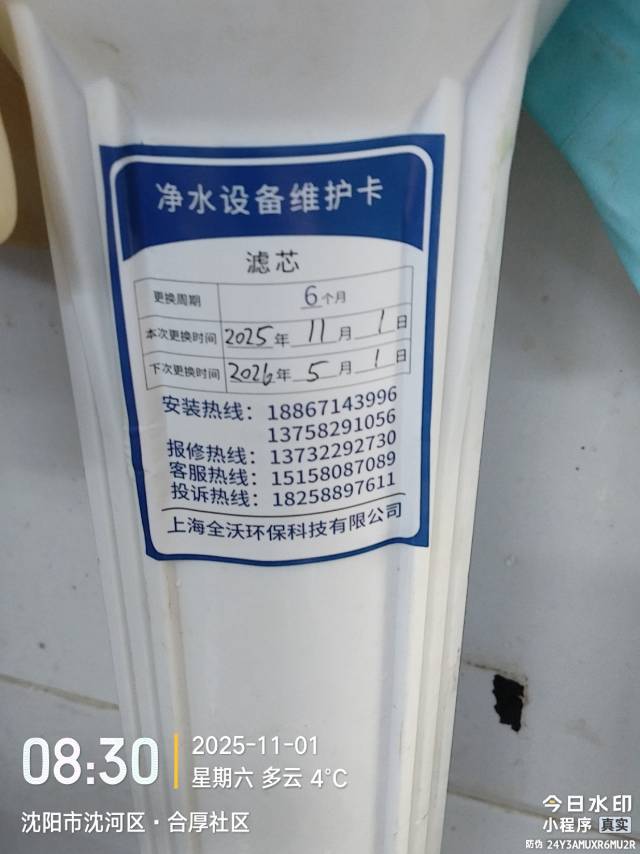 净水设备维护卡
滤芯
更换周期 6个月
本次更换时间 2025年 11月 1日
下次更换时间 2026年 5月 1日
安装热线：18867143996
13758291056
报修热线：13732292730
客服热线：15158087089
投诉热线：18258897611
上海全沃环保科技有限公司
08:30
2025-11-01
星期六 多云 4°C
沈阳市沈河区·合厚社区
今日水印
小程序 真实
防伪 24Y3AMUXR6MU2R